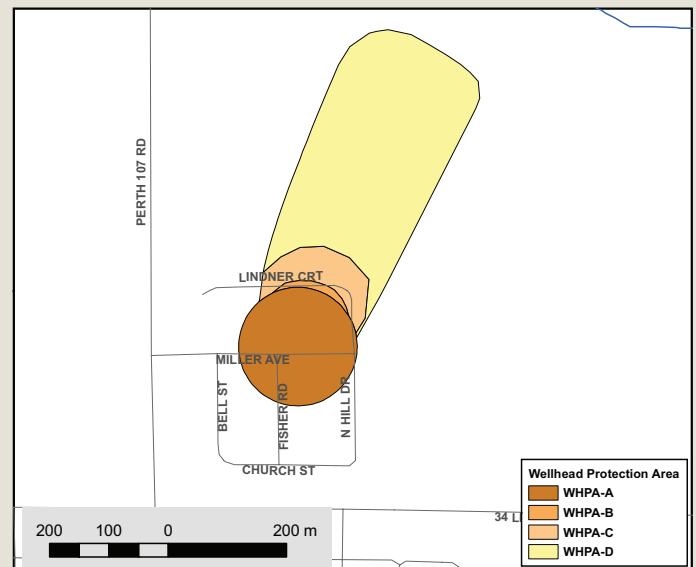 PERTH 107 RD
LINDNER CRT
MILLER AVE
BELL ST
FISHER RD
N HILL DR
CHURCH ST
34 LI
200 100 0 200 m
Wellhead Protection Area
WHPA-A
WHPA-B
WHPA-C
WHPA-D